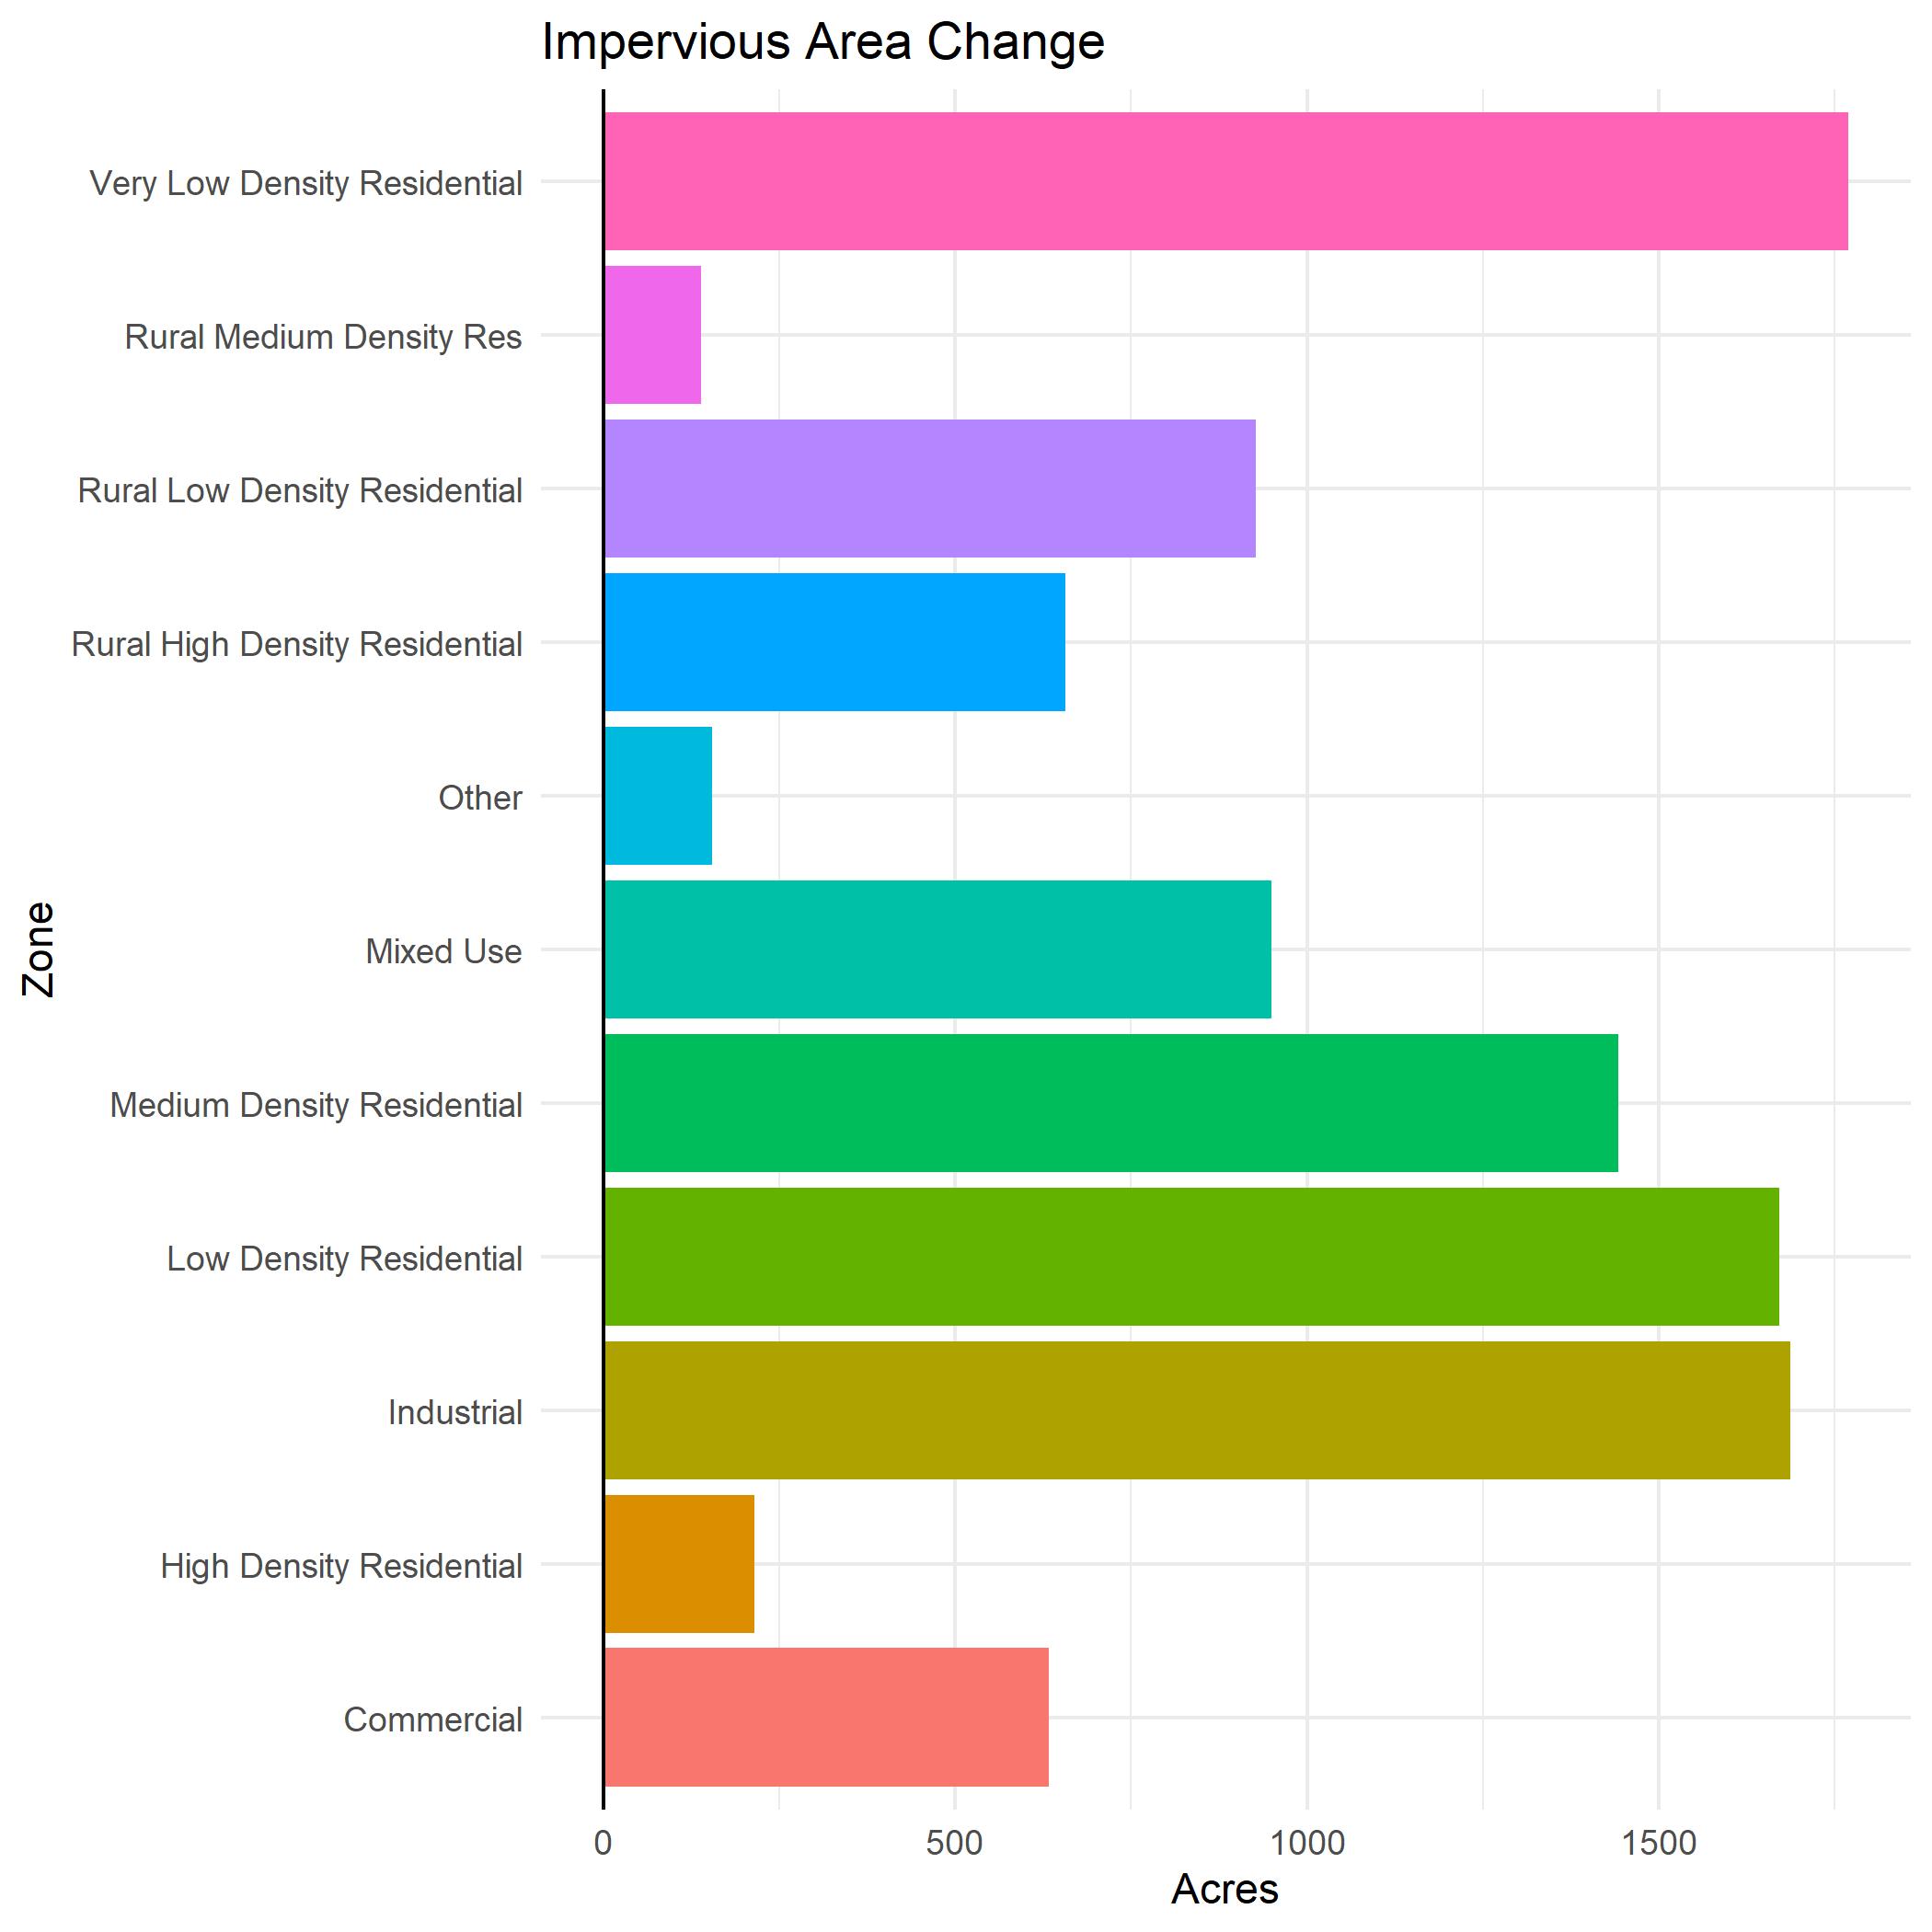 Impervious Area Change
Very Low Density Residential
Rural Medium Density Res
Rural Low Density Residential
Rural High Density Residential
Other
Mixed Use
Medium Density Residential
Low Density Residential
Industrial
High Density Residential
Commercial
Zone
0 500 1000 1500
Acres